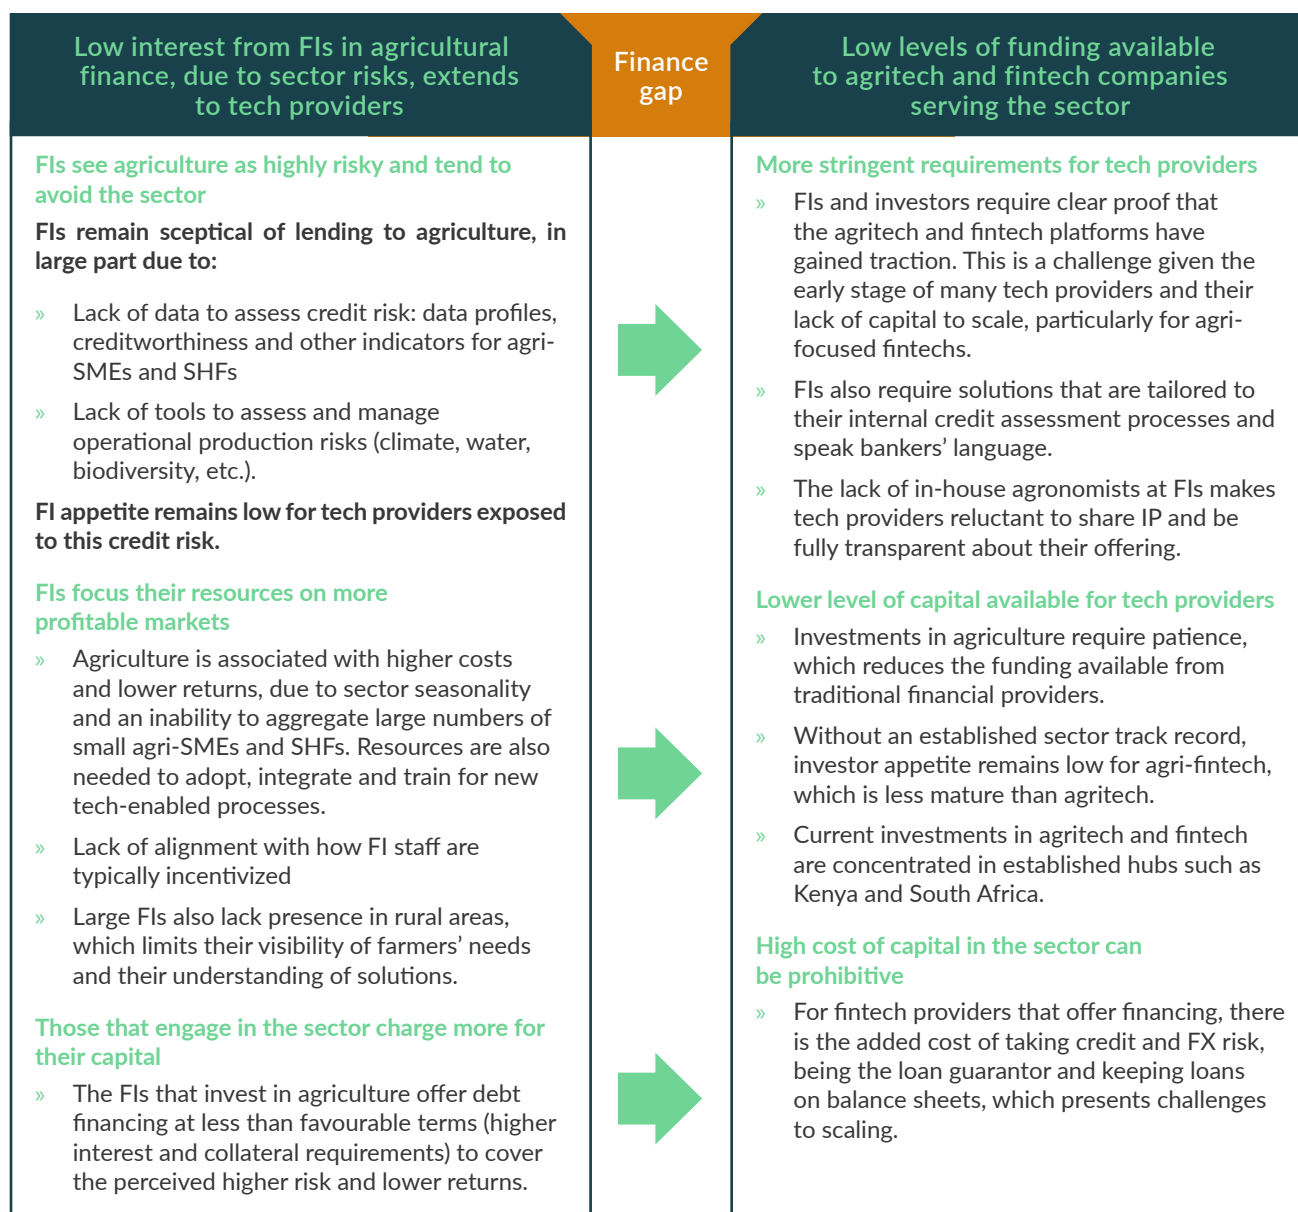 Low interest from FIs in agricultural
finance, due to sector risks, extends
to tech providers
Finance
gap
Low levels of funding available
to agritech and fintech companies
serving the sector
FIs see agriculture as highly risky and tend to
avoid the sector
FIs remain sceptical of lending to agriculture, in
large part due to:
» Lack of data to assess credit risk: data profiles,
creditworthiness and other indicators for agri-
SMEs and SHFs
» Lack of tools to assess and manage
operational production risks (climate, water,
biodiversity, etc.).
FI appetite remains low for tech providers exposed
to this credit risk.
FIs focus their resources on more
profitable markets
» Agriculture is associated with higher costs
and lower returns, due to sector seasonality
and an inability to aggregate large numbers of
small agri-SMEs and SHFs. Resources are also
needed to adopt, integrate and train for new
tech-enabled processes.
» Lack of alignment with how FI staff are
typically incentivized
» Large FIs also lack presence in rural areas,
which limits their visibility of farmers' needs
and their understanding of solutions.
Those that engage in the sector charge more for
their capital
» The FIs that invest in agriculture offer debt
financing at less than favourable terms (higher
interest and collateral requirements) to cover
the perceived higher risk and lower returns.
More stringent requirements for tech providers
» FIs and investors require clear proof that
the agritech and fintech platforms have
gained traction. This is a challenge given the
early stage of many tech providers and their
lack of capital to scale, particularly for agri-
focused fintechs.
» FIs also require solutions that are tailored to
their internal credit assessment processes and
speak bankers' language.
» The lack of in-house agronomists at FIs makes
tech providers reluctant to share IP and be
fully transparent about their offering.
Lower level of capital available for tech providers
» Investments in agriculture require patience,
which reduces the funding available from
traditional financial providers.
» Without an established sector track record,
investor appetite remains low for agri-fintech,
which is less mature than agritech.
» Current investments in agritech and fintech
are concentrated in established hubs such as
Kenya and South Africa.
High cost of capital in the sector can
be prohibitive
» For fintech providers that offer financing, there
is the added cost of taking credit and FX risk,
being the loan guarantor and keeping loans
on balance sheets, which presents challenges
to scaling.